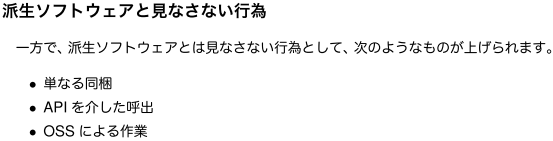 派生ソフトウェアと見なさない行為
一方で、派生ソフトウェアとは見なさない行為として、次のようなものが上げられます。
• 単なる同梱
• API を介した呼出
• OSS による作業